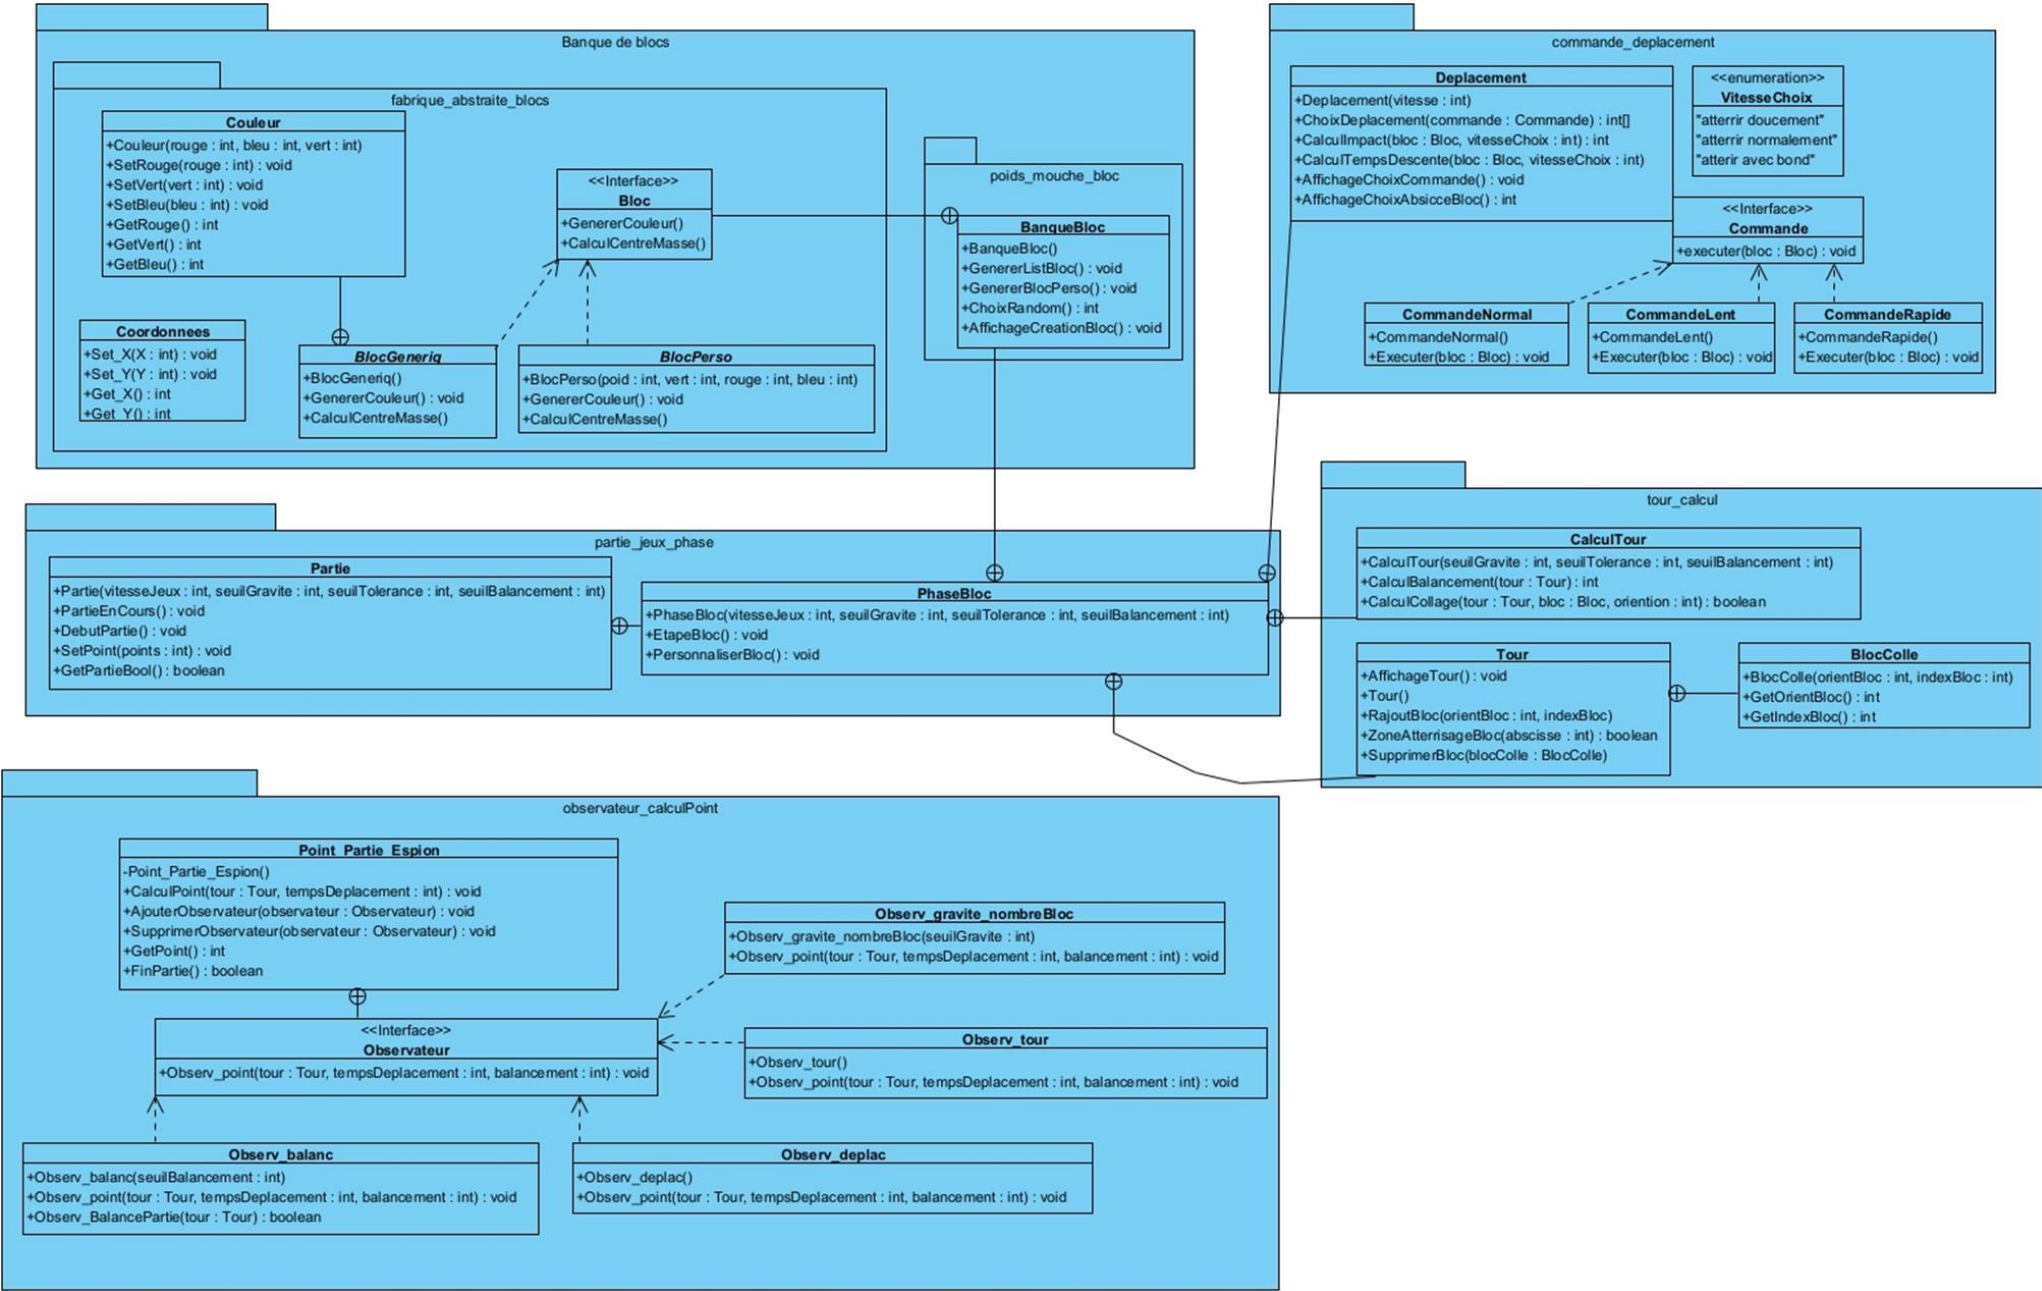 Banque de blocs
fabrique_abstraite_blocs
Couleur
+Couleur(rouge : int, bleu : int, vert : int)
+SetRouge(rouge : int) : void
+SetVert(vert : int) : void
+SetBleu(bleu : int) : void
+GetRouge() : int
+GetVert() : int
+GetBleu() : int
<<Interface>>
Bloc
+GenererCouleur()
+CalculCentreMasse()
Coordonnees
+Set_X(X : int) : void
+Set_Y(Y : int) : void
+Get_X() : int
+Get_Y() : int
BlocGeneriq
+BlocGeneriq()
+GenererCouleur() : void
+CalculCentreMasse()
BlocPerso
+BlocPerso(poid : int, vert : int, rouge : int, bleu : int)
+GenererCouleur() : void
+CalculCentreMasse()
poids_mouche_bloc
BanqueBloc
+BanqueBloc()
+GenererListBloc() : void
+GenererBlocPerso() : void
+ChoixRandom() : int
+AffichageCreationBloc() : void
commande_deplacement
Deplacement
+Deplacement(vitesse : int)
+ChoixDeplacement(commande : Commande) : int[]
+CalculImpact(bloc : Bloc, vitesseChoix : int) : int
+CalculTempsDescente(bloc : Bloc, vitesseChoix : int)
+AffichageChoixCommande() : void
+AffichageChoixAbsicceBloc() : int
<<enumeration>>
VitesseChoix
"atterrir doucement"
"atterrir normalement"
"atterir avec bond"
<<Interface>>
Commande
+executer(bloc : Bloc) : void
CommandeNormal
+CommandeNormal()
+Executer(bloc : Bloc) : void
CommandeLent
+CommandeLent()
+Executer(bloc : Bloc) : void
CommandeRapide
+CommandeRapide()
+Executer(bloc : Bloc) : void
partie_jeux_phase
Partie
+Partie(vitesseJeux : int, seuilGravite : int, seuilTolerance : int, seuilBalancement : int)
+PartieEnCours() : void
+DebutPartie() : void
+SetPoint(points : int) : void
+GetPartieBool() : boolean
PhaseBloc
+PhaseBloc(vitesseJeux : int, seuilGravite : int, seuilTolerance : int, seuilBalancement : int)
+EtapeBloc() : void
+PersonnaliserBloc() : void
tour_calcul
CalculTour
+CalculTour(seuilGravite : int, seuilTolerance : int, seuilBalancement : int)
+CalculBalancement(tour : Tour) : int
+CalculCollage(tour : Tour, bloc : Bloc, oriention : int) : boolean
Tour
+AffichageTour() : void
+Tour()
+RajoutBloc(orientBloc : int, indexBloc)
+ZoneAtterrisageBloc(abscisse : int) : boolean
+SupprimerBloc(blocColle : BlocColle)
BlocColle
+BlocColle(orientBloc : int, indexBloc : int)
+GetOrientBloc() : int
+GetIndexBloc() : int
observateur_calculPoint
Point_Partie_Espion
-Point_Partie_Espion()
+CalculPoint(tour : Tour, tempsDeplacement : int) : void
+AjouterObservateur(observateur : Observateur) : void
+SupprimerObservateur(observateur : Observateur) : void
+GetPoint() : int
+FinPartie() : boolean
Observ_gravite_nombreBloc
+Observ_gravite_nombreBloc(seuilGravite : int)
+Observ_point(tour : Tour, tempsDeplacement : int, balancement : int) : void
<<Interface>>
Observateur
+Observ_point(tour : Tour, tempsDeplacement : int, balancement : int) : void
Observ_tour
+Observ_tour()
+Observ_point(tour : Tour, tempsDeplacement : int, balancement : int) : void
Observ_balanc
+Observ_balanc(seuilBalancement : int)
+Observ_point(tour : Tour, tempsDeplacement : int, balancement : int) : void
+Observ_BalancePartie(tour : Tour) : boolean
Observ_deplac
+Observ_deplac()
+Observ_point(tour : Tour, tempsDeplacement : int, balancement : int) : void